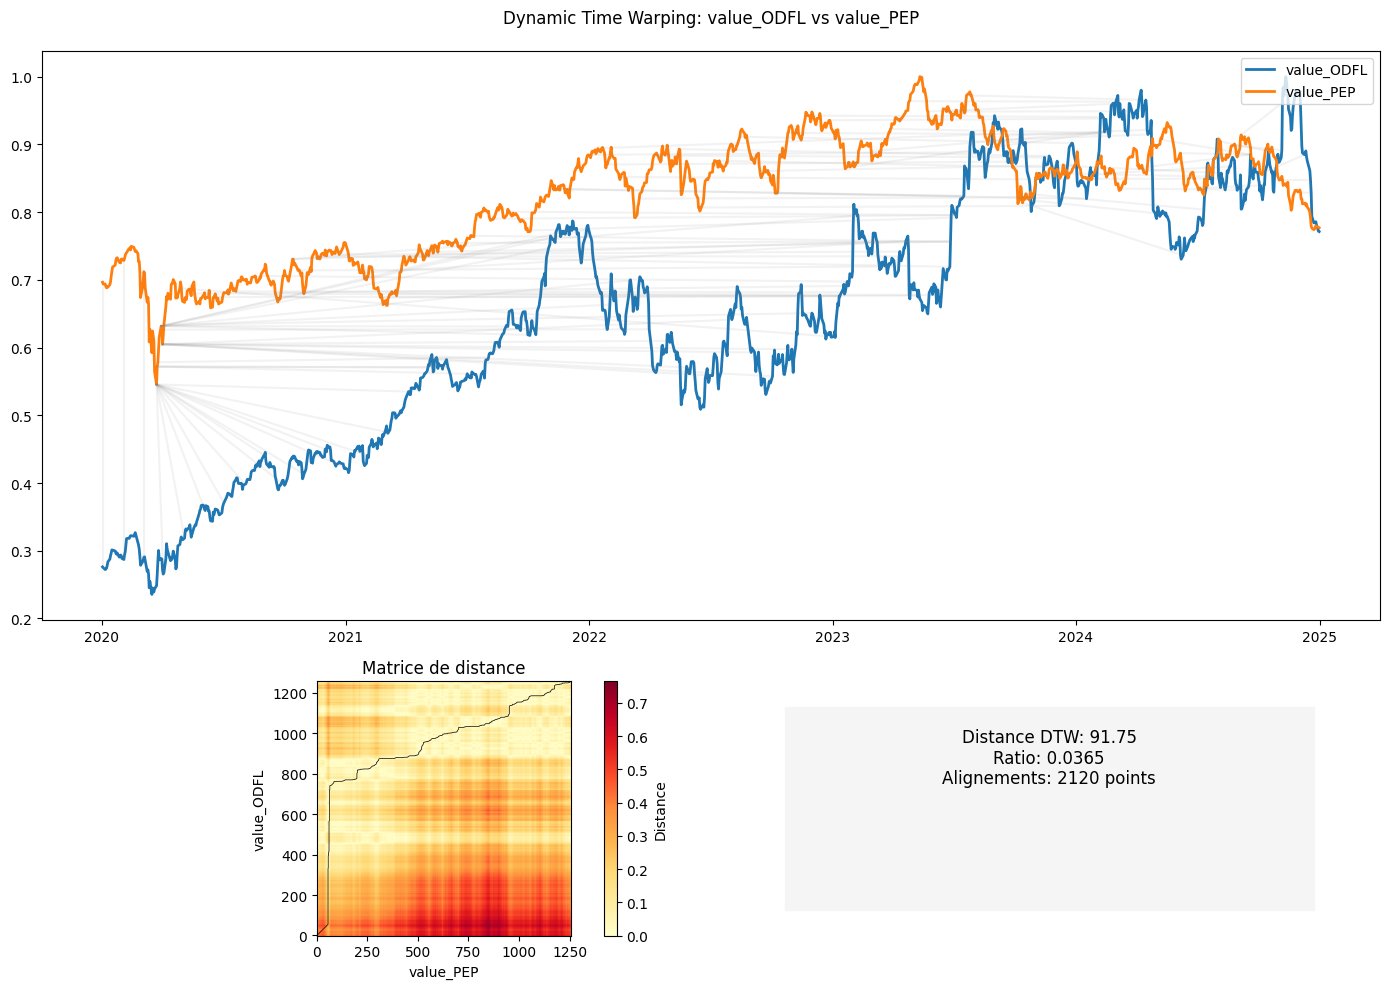 Dynamic Time Warping: value_ODFL vs value_PEP
1.0
0.9
0.8
0.7
0.6
0.5
0.4
0.3
0.2
value_ODFL
value_PEP
2020 2021 2022 2023 2024 2025
Matrice de distance
value_ODFL
1200
1000
800
600
400
200
0
0 250 500 750 1000 1250
value_PEP
0.7
0.6
0.5
0.4
0.3
0.2
0.1
0.0
Distance
Distance DTW: 91.75
Ratio: 0.0365
Alignements: 2120 points